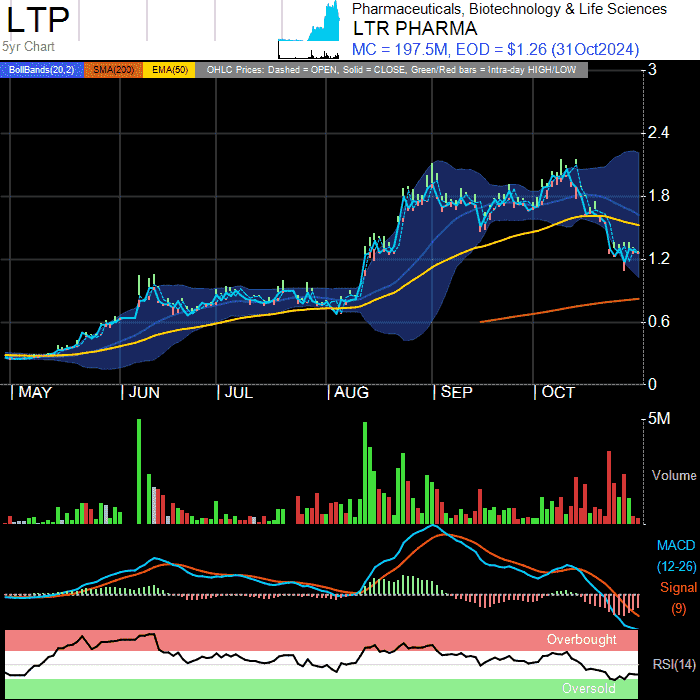 LTP
5yr Chart
Pharmaceuticals, Biotechnology & Life Sciences
LTR PHARMA
MC = 197.5M, EOD = $1.26 (31Oct2024)
BollBands(20,2) SMA(200) EMA(50) OHLC Prices: Dashed = OPEN, Solid = CLOSE, Green/Red bars = Intra-day HIGH/LOW
3
2.4
1.8
1.2
0.6
0
MAY JUN JUL AUG SEP OCT
5M
Volume
MACD
(12-26)
Signal
(9)
Overbought
RSI(14)
Oversold